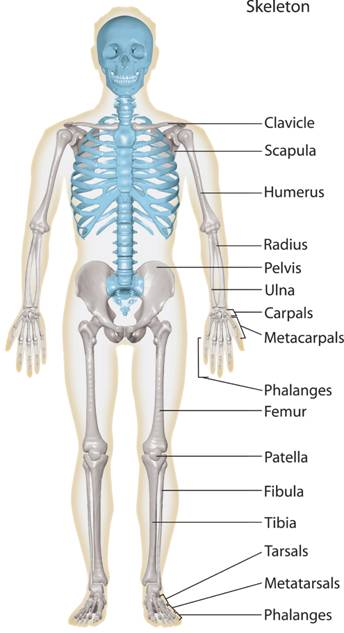 Skeleton
Clavicle
Scapula
Humerus
Radius
Pelvis
Ulna
Carpals
Metacarpals
Phalanges
Femur
Patella
Fibula
Tibia
Tarsals
Metatarsals
Phalanges